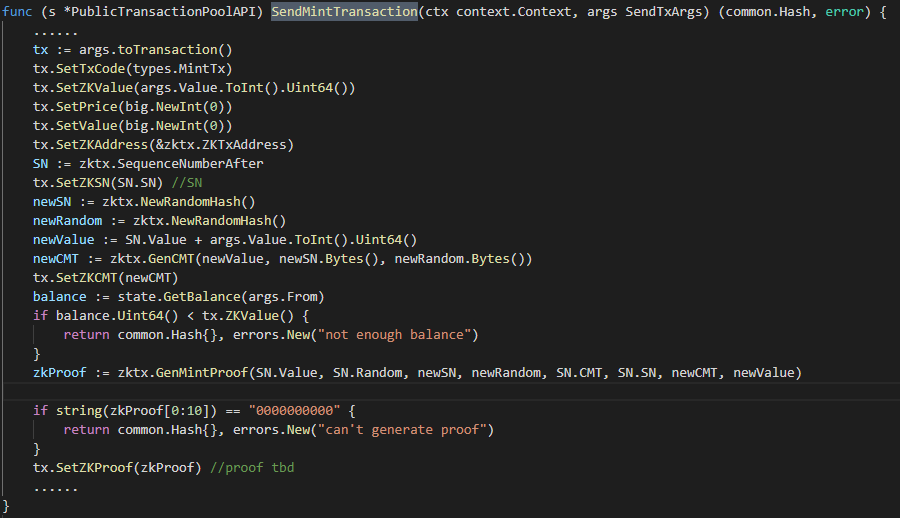 func (s *PublicTransactionPoolAPI) SendMintTransaction(ctx context.Context, args SendTxArgs) (common.Hash, error) {
    ......
    tx := args.toTransaction()
    tx.SetTxCode(types.MintTx)
    tx.SetZKValue(args.Value.ToInt().Uint64())
    tx.SetPrice(big.NewInt(0))
    tx.SetValue(big.NewInt(0))
    tx.SetZKAddress(&zktx.ZKTxAddress)
    SN := zktx.SequenceNumberAfter
    tx.SetZKSN(SN.SN) //SN
    newSN := zktx.NewRandomHash()
    newRandom := zktx.NewRandomHash()
    newValue := SN.Value + args.Value.ToInt().Uint64()
    newCMT := zktx.GenCMT(newValue, newSN.Bytes(), newRandom.Bytes())
    tx.SetZKCMT(newCMT)
    balance := state.GetBalance(args.From)
    if balance.Uint64() < tx.ZKValue() {
        return common.Hash{}, errors.New("not enough balance")
    }
    zkProof := zktx.GenMintProof(SN.Value, SN.Random, newSN, newRandom, SN.CMT, SN.SN, newCMT, newValue)
    if string(zkProof[0:10]) == "0000000000" {
        return common.Hash{}, errors.New("can't generate proof")
    }
    tx.SetZKProof(zkProof) //proof tbd
    ......
}